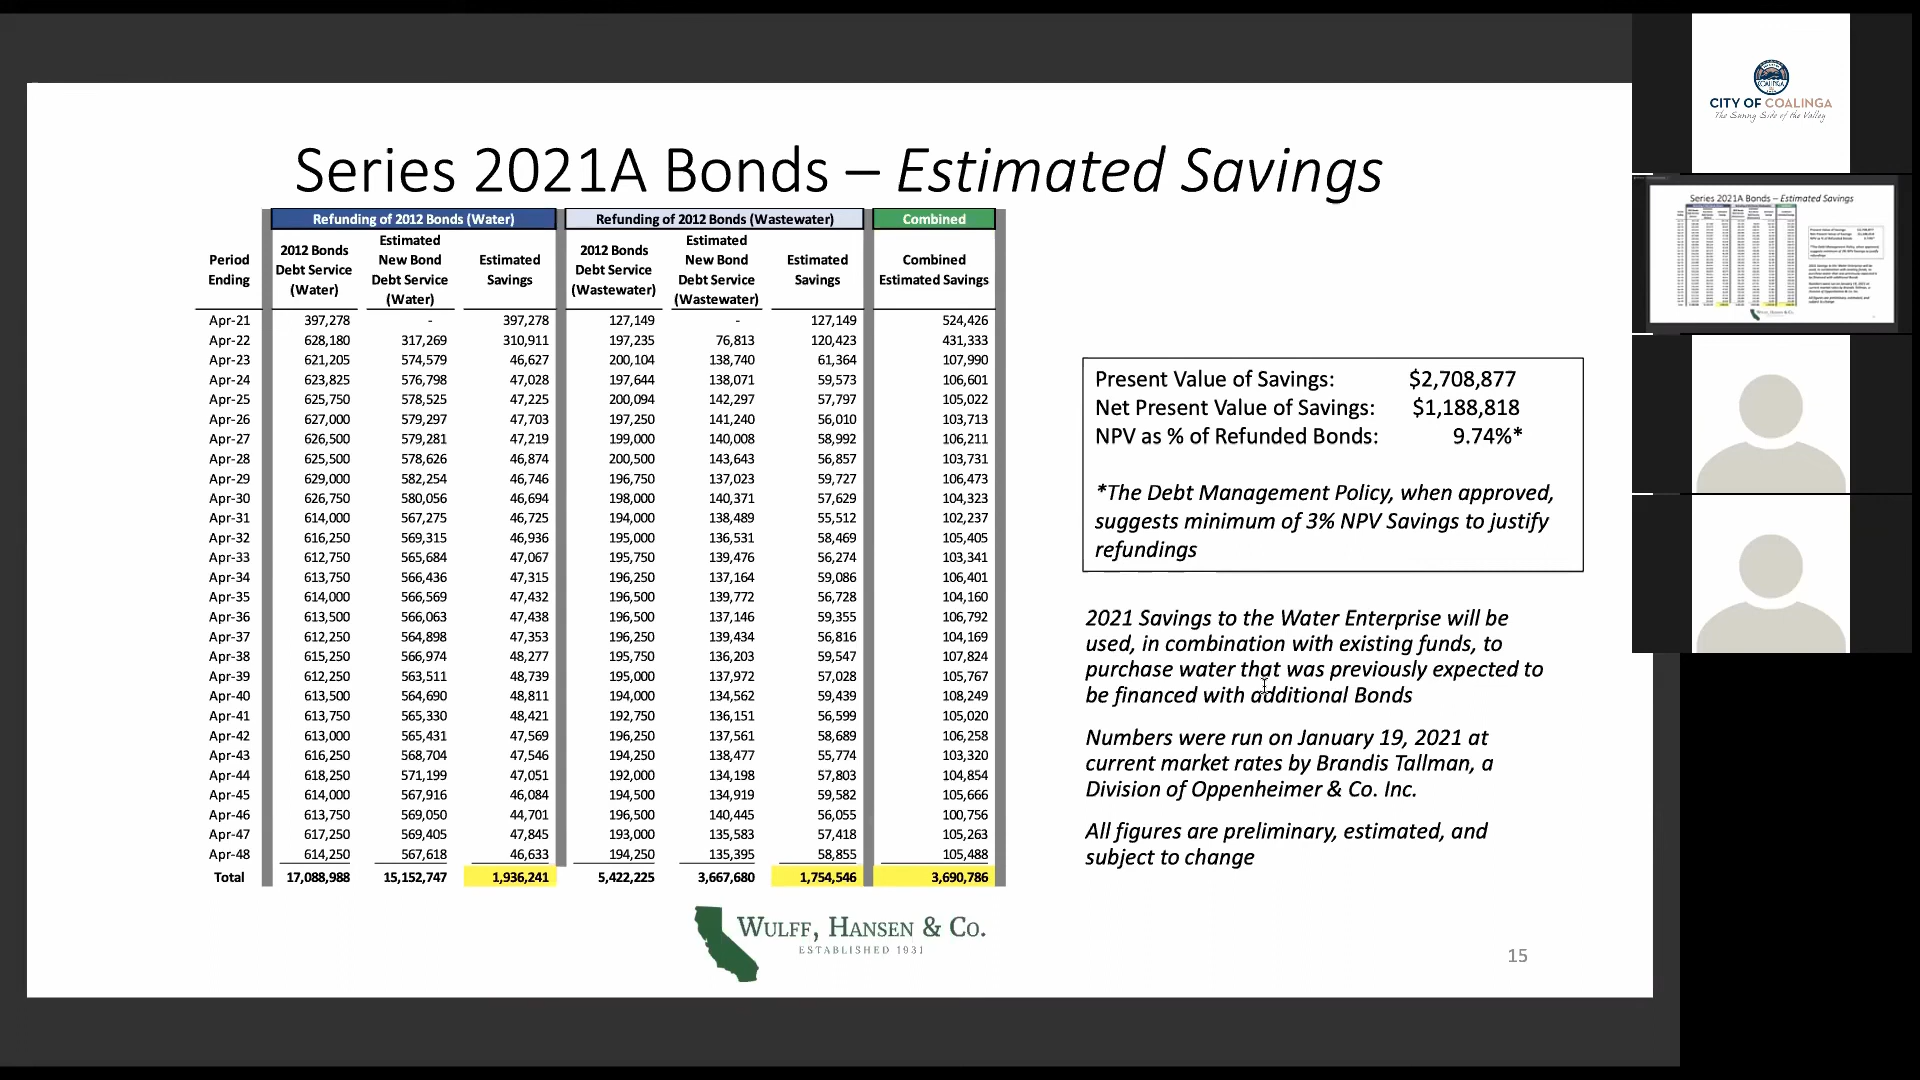 Series 2021A Bonds – Estimated Savings
Refunding of 2012 Bonds (Water) Refunding of 2012 Bonds (Wastewater) Combined
Period Ending 2012 Bonds Debt Service (Water) Estimated New Bond Debt Service (Water) Estimated Savings 2012 Bonds Debt Service (Wastewater) Estimated New Bond Debt Service (Wastewater) Estimated Savings Combined Estimated Savings
Apr-21 397,278 - 397,278 127,149 - 127,149 524,426
Apr-22 628,180 317,269 310,911 197,235 76,813 120,423 431,333
Apr-23 621,205 574,579 46,627 200,104 138,740 61,364 107,990
Apr-24 623,825 576,798 47,028 197,644 138,071 59,573 106,601
Apr-25 625,750 578,525 47,225 200,094 142,297 57,797 105,022
Apr-26 627,000 579,297 47,703 197,250 141,240 56,010 103,713
Apr-27 626,500 579,281 47,219 199,000 140,008 58,992 106,211
Apr-28 625,500 578,626 46,874 200,500 143,643 56,857 103,731
Apr-29 629,000 582,254 46,746 196,750 137,023 59,727 106,473
Apr-30 626,750 580,056 46,694 198,000 140,371 57,629 104,323
Apr-31 614,000 567,275 46,725 194,000 138,489 55,512 102,237
Apr-32 616,250 569,315 46,936 195,000 136,531 58,469 105,405
Apr-33 612,750 565,684 47,067 195,750 139,476 56,274 103,341
Apr-34 613,750 566,436 47,315 196,250 137,164 59,086 106,401
Apr-35 614,000 566,569 47,432 196,500 139,772 56,728 104,160
Apr-36 613,500 566,063 47,438 196,500 137,146 59,355 106,792
Apr-37 612,250 564,898 47,353 196,250 139,434 56,816 104,169
Apr-38 615,250 566,974 48,277 195,750 136,203 59,547 107,824
Apr-39 612,250 563,511 48,739 195,000 137,972 57,028 105,767
Apr-40 613,500 564,690 48,811 194,000 134,562 59,439 108,249
Apr-41 613,750 565,330 48,421 192,750 136,151 56,599 105,020
Apr-42 613,000 565,431 47,569 196,250 137,561 58,689 106,258
Apr-43 616,250 568,704 47,546 194,250 138,477 55,774 103,320
Apr-44 618,250 571,199 47,051 192,000 134,198 57,803 104,854
Apr-45 614,000 567,916 46,084 194,500 134,919 59,582 105,666
Apr-46 613,750 569,050 44,701 196,500 140,445 56,055 100,756
Apr-47 617,250 569,405 47,845 193,000 135,583 57,418 105,263
Apr-48 614,250 567,618 46,633 194,250 135,395 58,855 105,488
Total 17,088,988 15,152,747 1,936,241 5,422,225 3,667,680 1,754,546 3,690,786
Present Value of Savings: $2,708,877
Net Present Value of Savings: $1,188,818
NPV as % of Refunded Bonds: 9.74%*
*The Debt Management Policy, when approved,
suggests minimum of 3% NPV Savings to justify
refundings
2021 Savings to the Water Enterprise will be
used, in combination with existing funds, to
purchase water that was previously expected to
be financed with additional Bonds
Numbers were run on January 19, 2021 at
current market rates by Brandis Tallman, a
Division of Oppenheimer & Co. Inc.
All figures are preliminary, estimated, and
subject to change
WULFF, HANSEN & CO.
ESTABLISHED 1931
15
CITY OF COALINGA
The Sunny Side of the Valley
Series 2021A Bonds – Estimated Savings